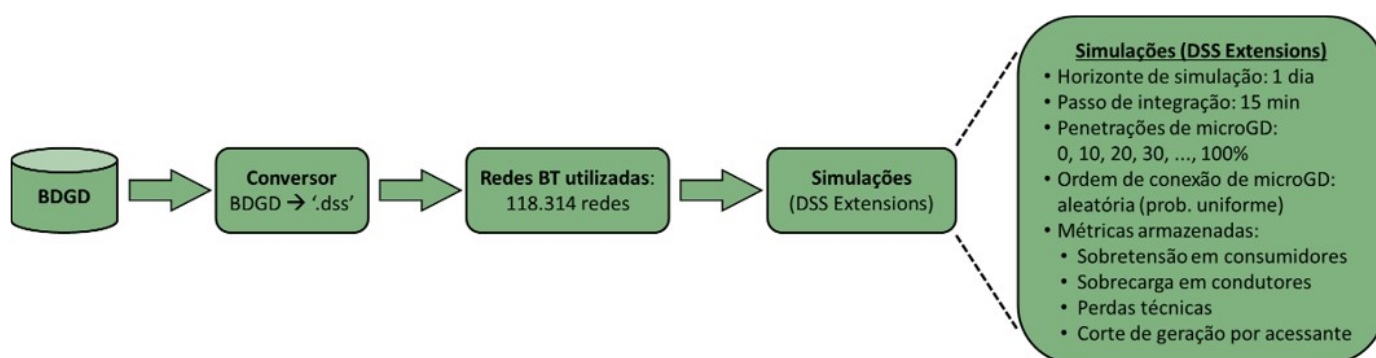 BDGD
Conversor
BDGD → ‘.dss’
Redes BT utilizadas:
118.314 redes
Simulações
(DSS Extensions)
Simulações (DSS Extensions)
• Horizonte de simulação: 1 dia
• Passo de integração: 15 min
• Penetrações de microGD:
0, 10, 20, 30, ..., 100%
• Ordem de conexão de microGD:
aleatória (prob. uniforme)
• Métricas armazenadas:
• Sobretensão em consumidores
• Sobrecarga em condutores
• Perdas técnicas
• Corte de geração por acessante